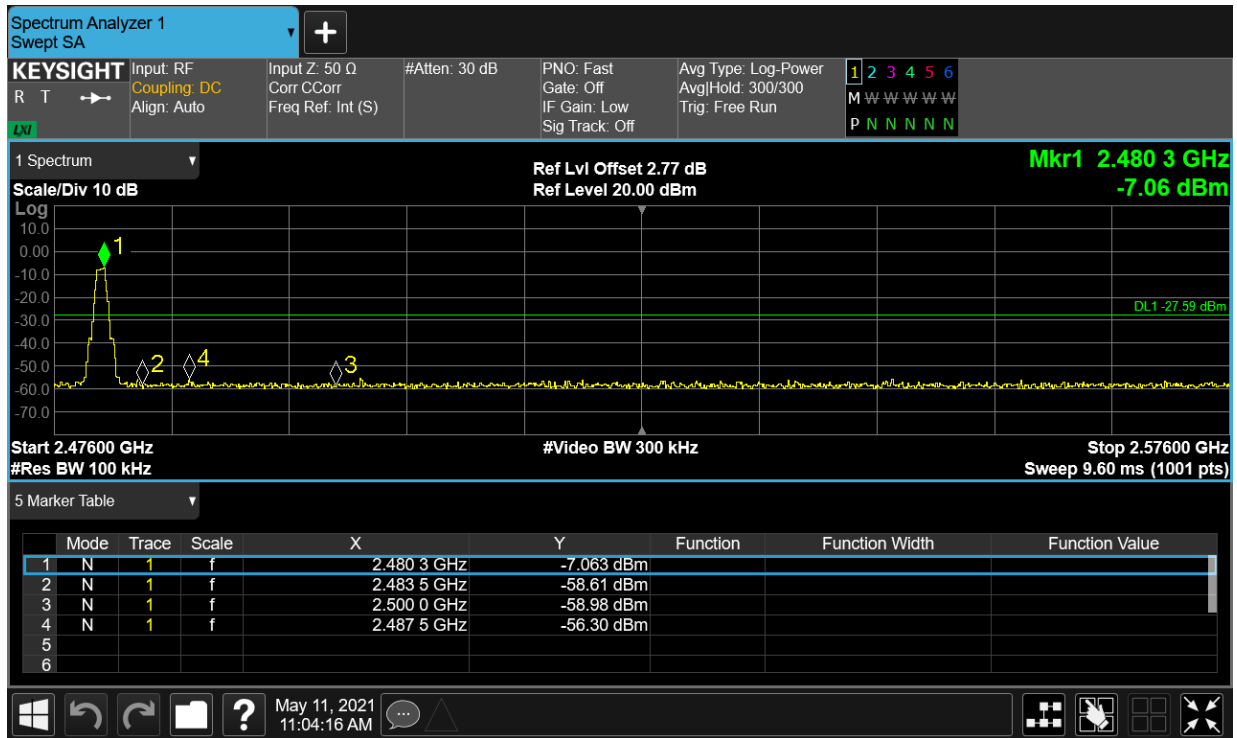 Spectrum Analyzer 1
Swept SA
+
KEYSIGHT Input: RF Input Z: 50 Ω #Atten: 30 dB PNO: Fast Avg Type: Log-Power 1 2 3 4 5 6
R T Coupling: DC Corr CCorr Gate: Off Avg|Hold: 300/300 M W W W W W
Align: Auto Freq Ref: Int (S) IF Gain: Low Trig: Free Run
LXI Sig Track: Off P N N N N N
1 Spectrum
Ref Lvl Offset 2.77 dB Mkr1 2.480 3 GHz
Scale/Div 10 dB Ref Level 20.00 dBm -7.06 dBm
Log
10.0
0.00 1
-10.0
-20.0 DL1 -27.59 dBm
-30.0
-40.0
-50.0 2 4 3
-60.0
-70.0
Start 2.47600 GHz #Video BW 300 kHz Stop 2.57600 GHz
#Res BW 100 kHz Sweep 9.60 ms (1001 pts)
5 Marker Table
Mode Trace Scale X Y Function Function Width Function Value
1 N 1 f 2.480 3 GHz -7.063 dBm
2 N 1 f 2.483 5 GHz -58.61 dBm
3 N 1 f 2.500 0 GHz -58.98 dBm
4 N 1 f 2.487 5 GHz -56.30 dBm
5
6
? May 11, 2021
11:04:16 AM